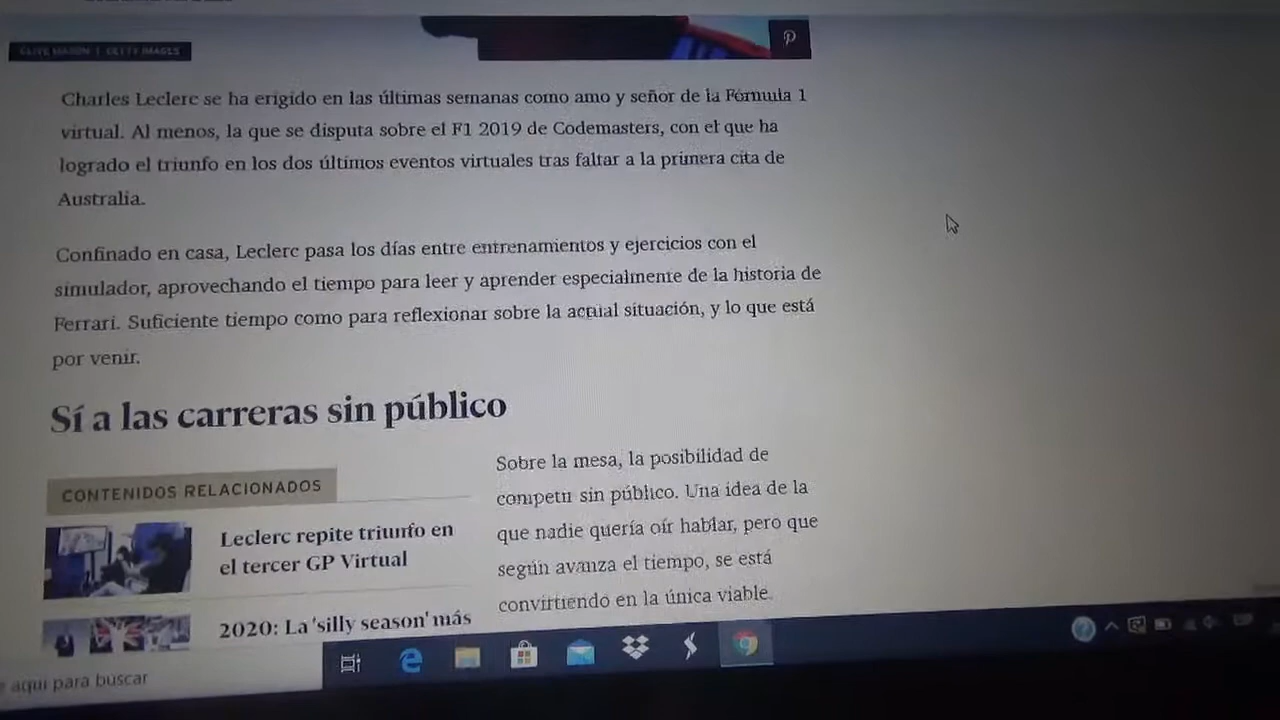 CLIVE MASON | GETTY IMAGES
Charles Leclerc se ha erigido en las últimas semanas como amo y señor de la Fórmula 1
virtual. Al menos, la que se disputa sobre el F1 2019 de Codemasters, con el que ha
logrado el triunfo en los dos últimos eventos virtuales tras faltar a la primera cita de
Australia.
Confinado en casa, Leclerc pasa los días entre entrenamientos y ejercicios con el
simulador, aprovechando el tiempo para leer y aprender especialmente de la historia de
Ferrari. Suficiente tiempo como para reflexionar sobre la actual situación, y lo que está
por venir.
Sí a las carreras sin público
CONTENIDOS RELACIONADOS
Leclerc repite triunfo en
el tercer GP Virtual
2020: La 'silly season' más
Sobre la mesa, la posibilidad de
competir sin público. Una idea de la
que nadie quería oír hablar, pero que
según avanza el tiempo, se está
convirtiendo en la única viable.
aquí para buscar